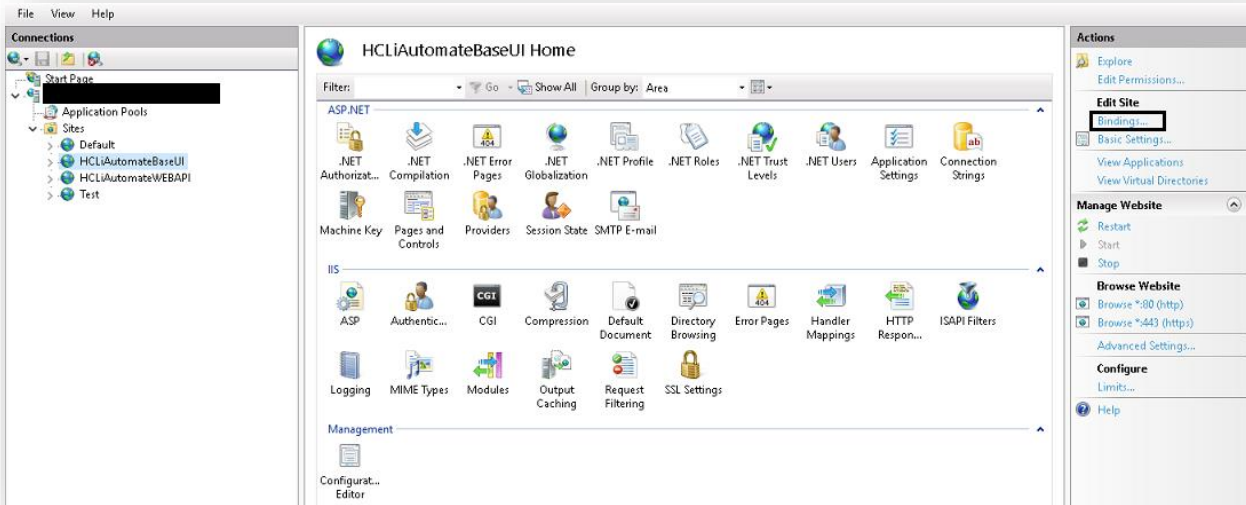 File View Help
Connections
Start Page
Application Pools
Sites
Default
HCLiAutomateBaseUI
HCLiAutomateWEBAPI
Test
HCLiAutomateBaseUI Home
Filter: Go Show All Group by: Area
ASP.NET
.NET Authorizat...
.NET Compilation
.NET Error Pages
.NET Globalization
.NET Profile
.NET Roles
.NET Trust Levels
.NET Users
Application Settings
Connection Strings
Machine Key
Pages and Controls
Providers
Session State
SMTP E-mail
IIS
ASP
Authentic...
CGI
Compression
Default Document
Directory Browsing
Error Pages
Handler Mappings
HTTP Respon...
ISAPI Filters
Logging
MIME Types
Modules
Output Caching
Request Filtering
SSL Settings
Management
Configurat... Editor
Actions
Explore
Edit Permissions...
Edit Site
Bindings...
Basic Settings...
View Applications
View Virtual Directories
Manage Website
Restart
Start
Stop
Browse Website
Browse *:80 (http)
Browse *:443 (https)
Advanced Settings...
Configure
Limits...
Help